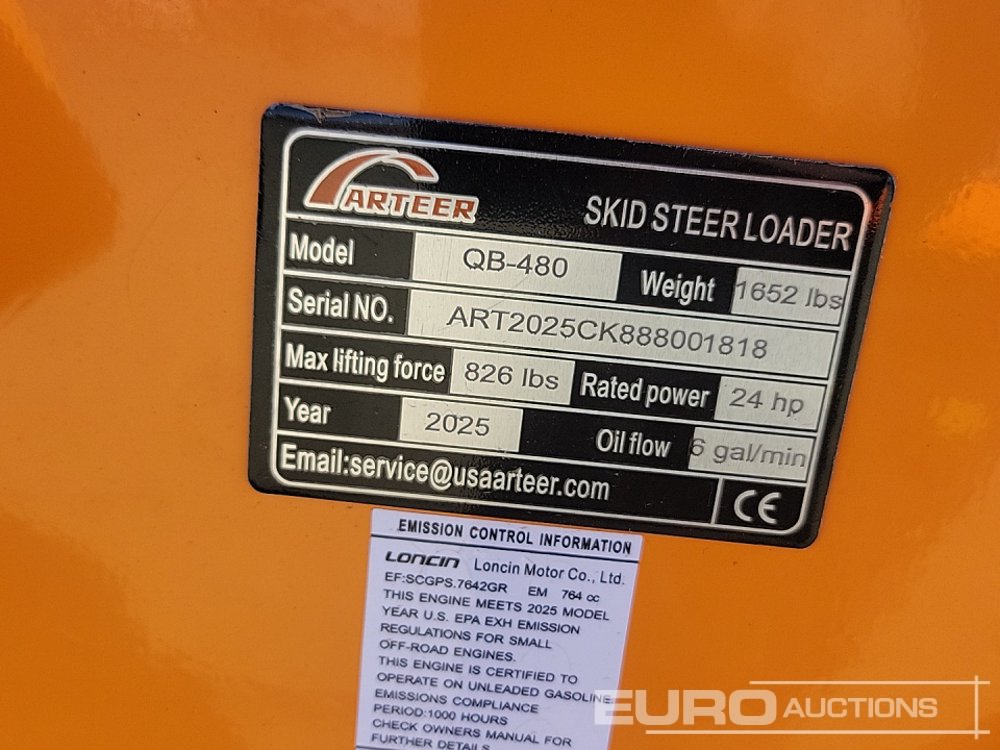 ARTEER
SKID STEER LOADER
Model QB-480 Weight 1652 lbs
Serial NO. ART2025CK888001818
Max lifting force 826 lbs Rated power 24 hp
Year 2025 Oil flow 6 gal/min
Email:service@usaarteer.com CE
EMISSION CONTROL INFORMATION
LONCIN Loncin Motor Co., Ltd.
EF:SCGPS.7642GR EM 764 cc
THIS ENGINE MEETS 2025 MODEL
YEAR U.S. EPA EXH EMISSION
REGULATIONS FOR SMALL
OFF-ROAD ENGINES.
THIS ENGINE IS CERTIFIED TO
OPERATE ON UNLEADED GASOLINE
EMISSIONS COMPLIANCE
PERIOD:1000 HOURS
CHECK OWNERS MANUAL FOR
FURTHER DETAILS
EURO AUCTIONS